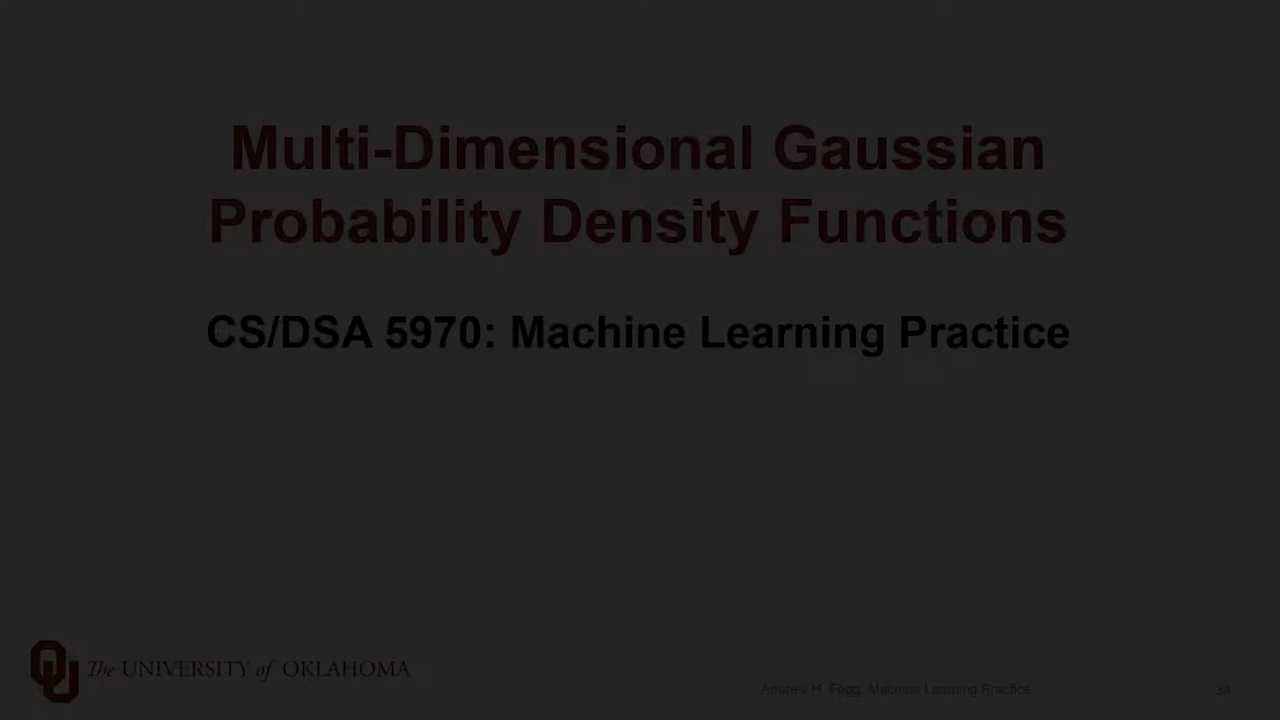 Multi-Dimensional Gaussian
Probability Density Functions
CS/DSA 5970: Machine Learning Practice
The UNIVERSITY of OKLAHOMA
Andrew H. Fagg: Machine Learning Practice
34